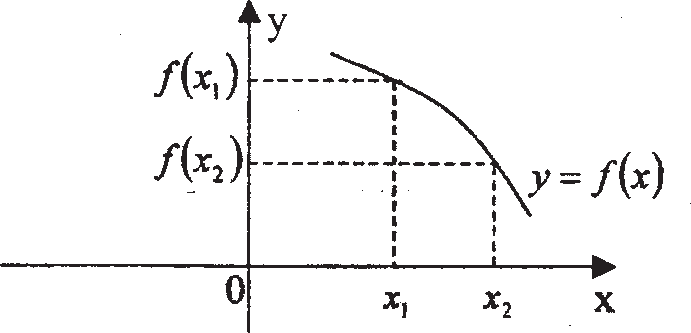 y
f(x₁)
f(x₂)
y = f(x)
0
x₁
x₂
x